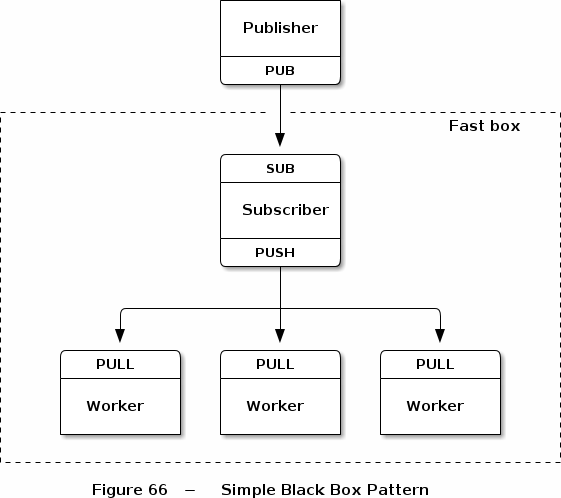 Publisher
PUB
Fast box
SUB
Subscriber
PUSH
PULL PULL PULL
Worker Worker Worker
Figure 66 – Simple Black Box Pattern